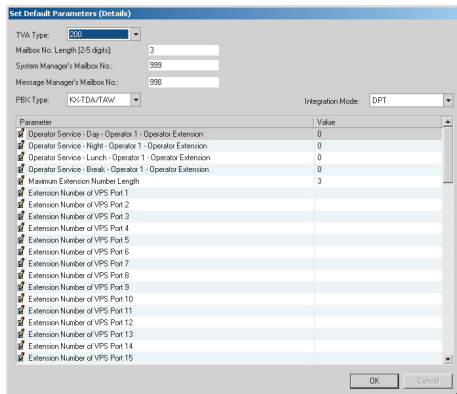 Set Default Parameters (Details)
TVA Type: 200
Mailbox No. Length [2-5 digits]: 3
System Manager's Mailbox No.: 999
Message Manager's Mailbox No.: 998
PBX Type: KX-TDA/TAW Integration Mode: DPT
Parameter Value
Operator Service - Day - Operator 1 - Operator Extension 0
Operator Service - Night - Operator 1 - Operator Extension 0
Operator Service - Lunch - Operator 1 - Operator Extension 0
Operator Service - Break - Operator 1 - Operator Extension 0
Maximum Extension Number Length 3
Extension Number of VPS Port 1
Extension Number of VPS Port 2
Extension Number of VPS Port 3
Extension Number of VPS Port 4
Extension Number of VPS Port 5
Extension Number of VPS Port 6
Extension Number of VPS Port 7
Extension Number of VPS Port 8
Extension Number of VPS Port 9
Extension Number of VPS Port 10
Extension Number of VPS Port 11
Extension Number of VPS Port 12
Extension Number of VPS Port 13
Extension Number of VPS Port 14
Extension Number of VPS Port 15
OK Cancel